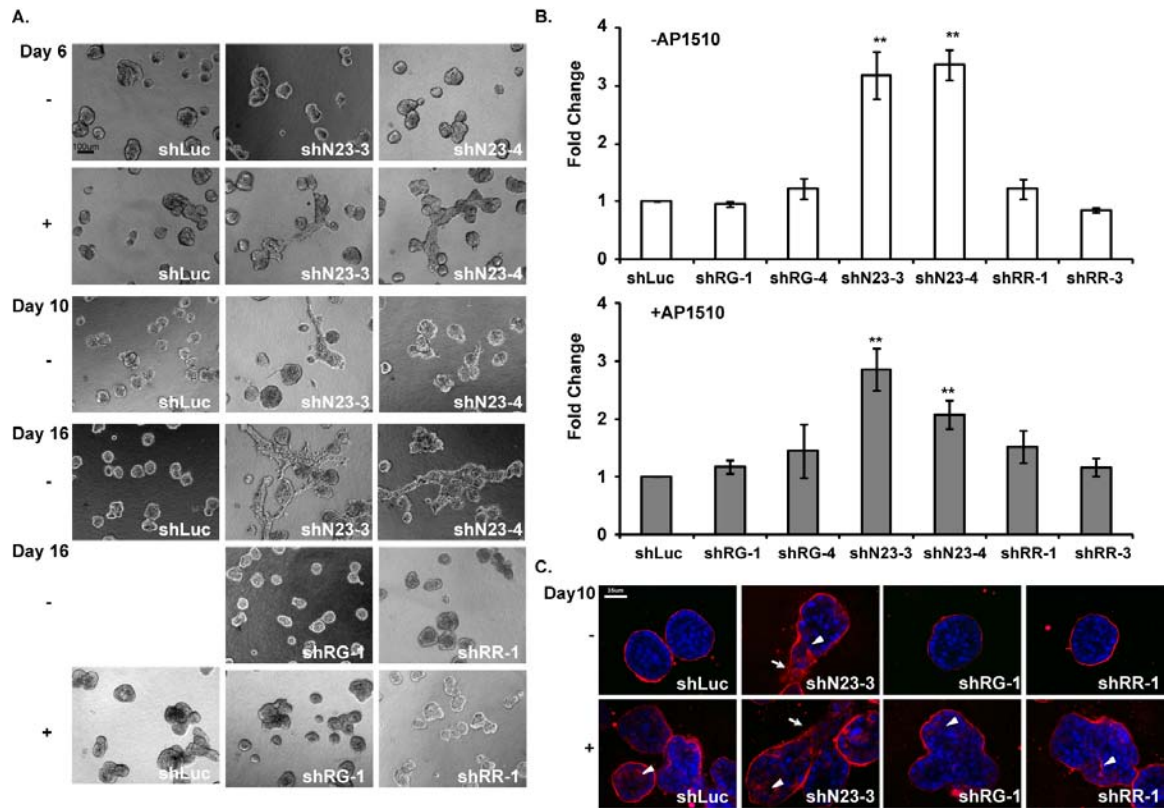 A.
Day 6
-
100um
shLuc
shN23-3
shN23-4
+
shLuc
shN23-3
shN23-4
Day 10
-
shLuc
shN23-3
shN23-4
Day 16
-
shLuc
shN23-3
shN23-4
Day 16
-
shRG-1
shRR-1
+
shLuc
shRG-1
shRR-1
B.
-AP1510
Fold Change
4
3
2
1
0
**
**
shLuc shRG-1 shRG-4 shN23-3 shN23-4 shRR-1 shRR-3
+AP1510
Fold Change
4
3
2
1
0
**
**
shLuc shRG-1 shRG-4 shN23-3 shN23-4 shRR-1 shRR-3
C.
Day10
-
35um
shLuc
shN23-3
shRG-1
shRR-1
+
shLuc
shN23-3
shRG-1
shRR-1